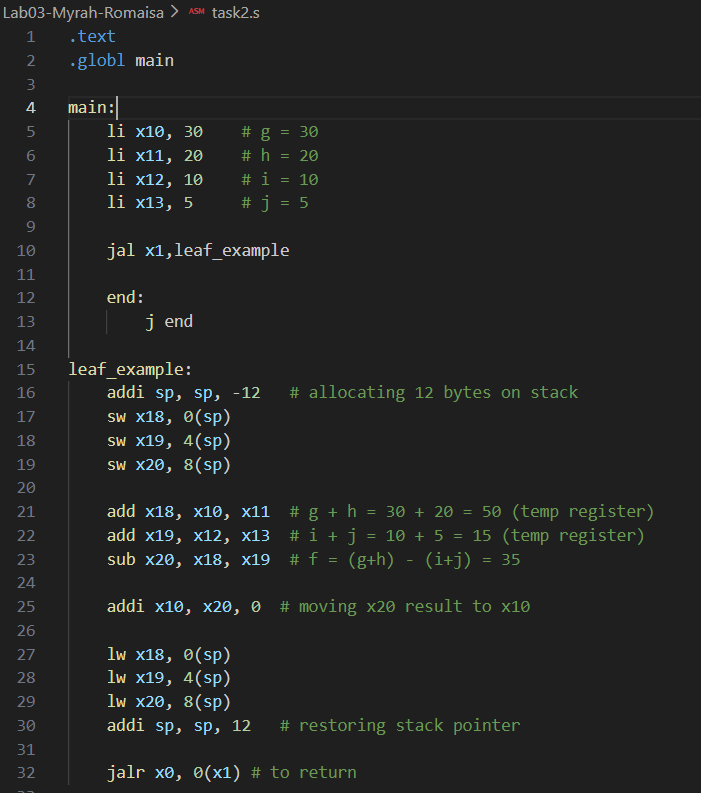 Lab03-Myrah-Romaisa > ASM task2.s
1 .text
2 .globl main
3
4 main:
5 li x10, 30 # g = 30
6 li x11, 20 # h = 20
7 li x12, 10 # i = 10
8 li x13, 5 # j = 5
9
10 jal x1,leaf_example
11
12 end:
13 j end
14
15 leaf_example:
16 addi sp, sp, -12 # allocating 12 bytes on stack
17 sw x18, 0(sp)
18 sw x19, 4(sp)
19 sw x20, 8(sp)
20
21 add x18, x10, x11 # g + h = 30 + 20 = 50 (temp register)
22 add x19, x12, x13 # i + j = 10 + 5 = 15 (temp register)
23 sub x20, x18, x19 # f = (g+h) - (i+j) = 35
24
25 addi x10, x20, 0 # moving x20 result to x10
26
27 lw x18, 0(sp)
28 lw x19, 4(sp)
29 lw x20, 8(sp)
30 addi sp, sp, 12 # restoring stack pointer
31
32 jalr x0, 0(x1) # to return